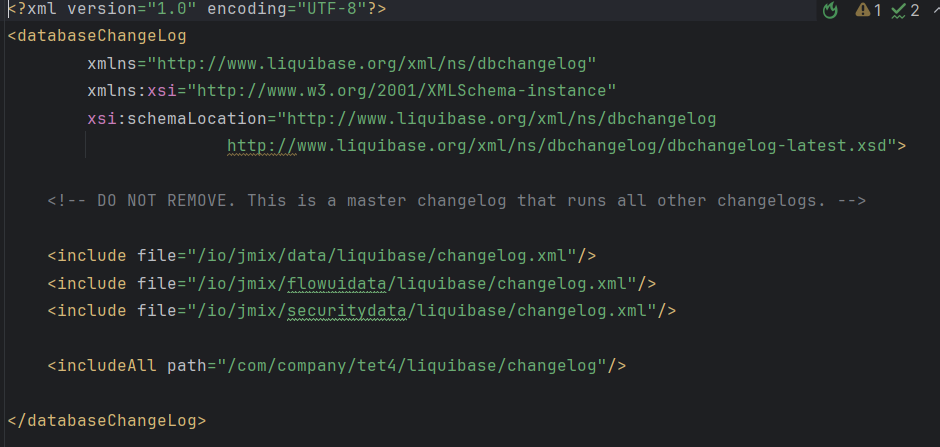 <?xml version="1.0" encoding="UTF-8"?>
1 2
<databaseChangeLog
xmlns="http://www.liquibase.org/xml/ns/dbchangelog"
xmlns:xsi="http://www.w3.org/2001/XMLSchema-instance"
xsi:schemaLocation="http://www.liquibase.org/xml/ns/dbchangelog
http://www.liquibase.org/xml/ns/dbchangelog/dbchangelog-latest.xsd">
<!-- DO NOT REMOVE. This is a master changelog that runs all other changelogs. -->
<include file="/io/jmix/data/liquibase/changelog.xml"/>
<include file="/io/jmix/flowuidata/liquibase/changelog.xml"/>
<include file="/io/jmix/securitydata/liquibase/changelog.xml"/>
<includeAll path="/com/company/tet4/liquibase/changelog"/>
</databaseChangeLog>